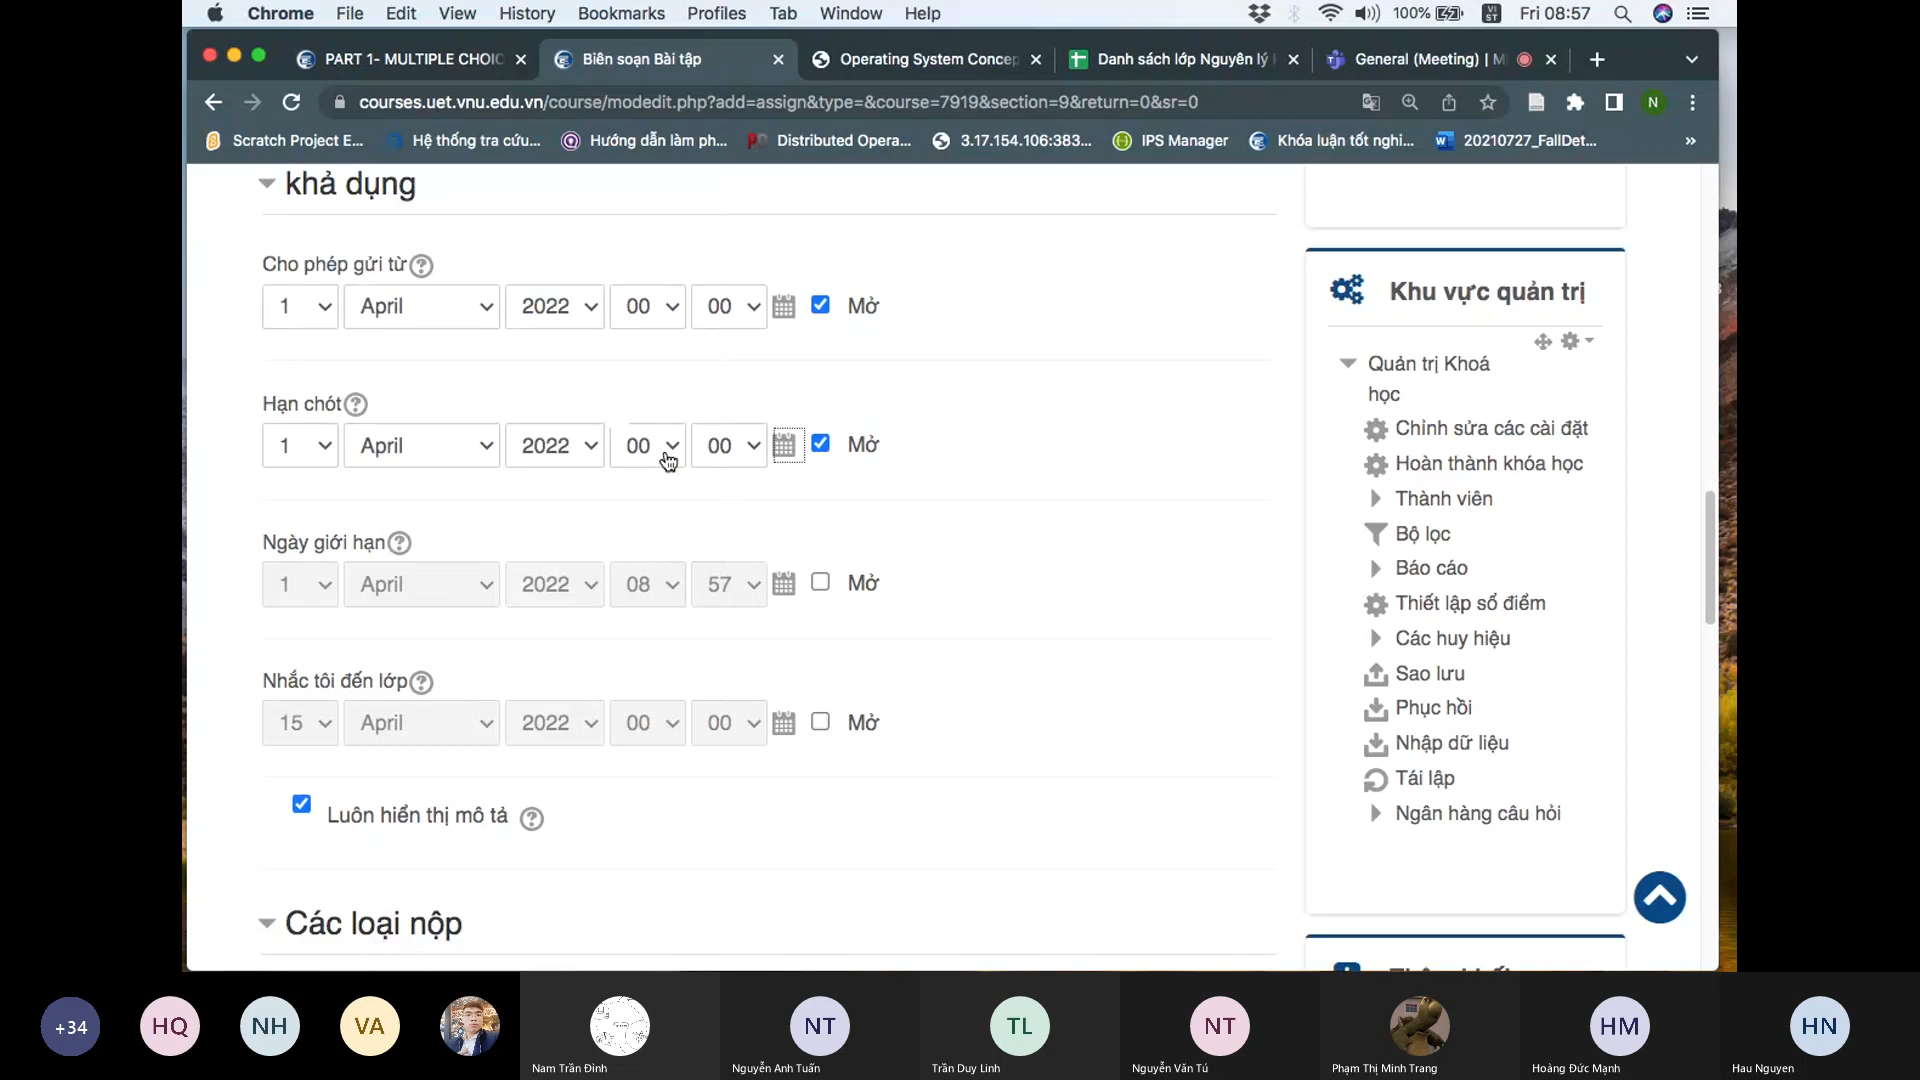 Chrome File Edit View History Bookmarks Profiles Tab Window Help 100% VI ST Fri 08:57
PART 1- MULTIPLE CHOIC Biên soạn Bài tập Operating System Concep Danh sách lớp Nguyên lý General (Meeting) | M
courses.uet.vnu.edu.vn/course/modedit.php?add=assign&type=&course=7919&section=9&return=0&sr=0 N
Scratch Project E... Hệ thống tra cứu... Hướng dẫn làm ph... Distributed Opera... 3.17.154.106:383... IPS Manager Khóa luận tốt nghi... 20210727_FallDet... »
khả dụng
Cho phép gửi từ
1 April 2022 00 00 Mở
Hạn chót
1 April 2022 00 00 Mở
Ngày giới hạn
1 April 2022 08 57 Mở
Nhắc tôi đến lớp
15 April 2022 00 00 Mở
Luôn hiển thị mô tả
Các loại nộp
Khu vực quản trị
Quản trị Khoá
học
Chỉnh sửa các cài đặt
Hoàn thành khóa học
Thành viên
Bộ lọc
Báo cáo
Thiết lập sổ điểm
Các huy hiệu
Sao lưu
Phục hồi
Nhập dữ liệu
Tái lập
Ngân hàng câu hỏi
+34 HQ NH VA NT TL NT HM HN
Nam Trần Đình Nguyễn Anh Tuấn Trần Duy Linh Nguyễn Văn Tú Phạm Thị Minh Trang Hoàng Đức Mạnh Hau Nguyen